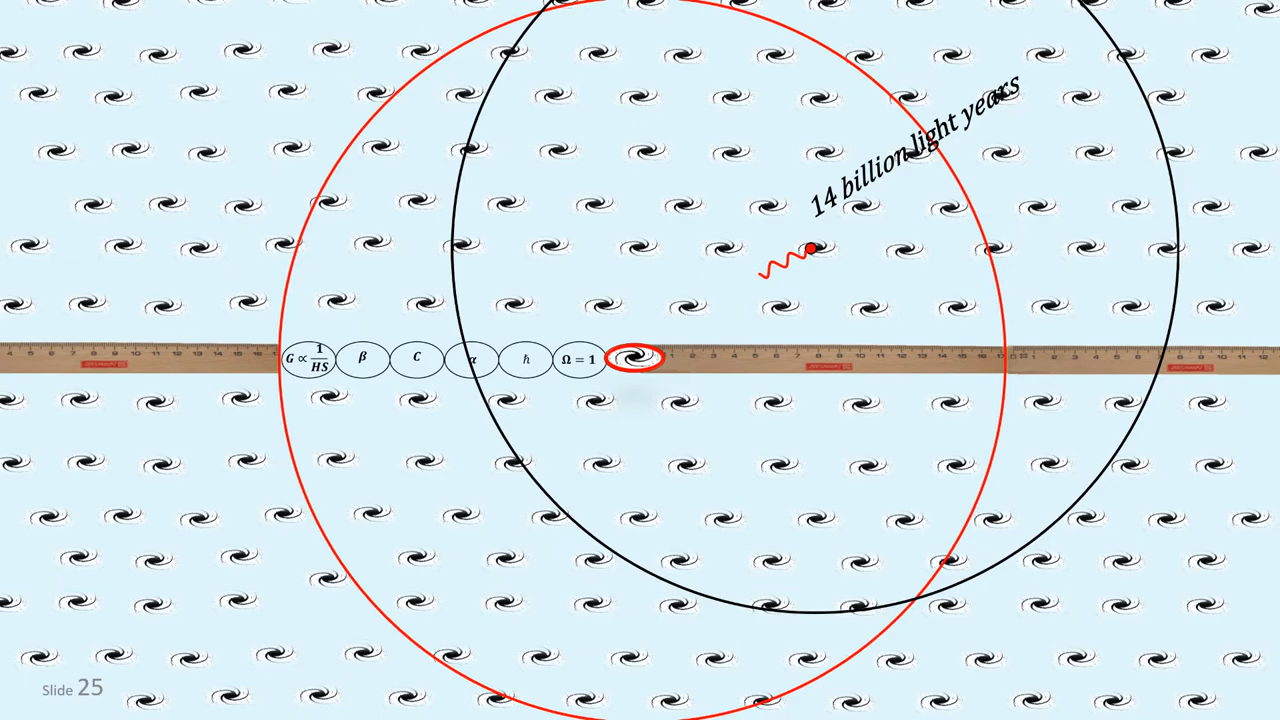 14 billion light years
G ∝ 1/HS β C α ℏ Ω = 1
Slide 25